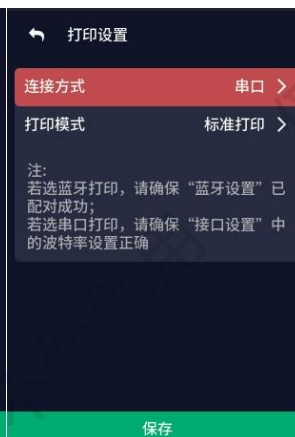 打印设置
连接方式 串口
打印模式 标准打印
注:
若选蓝牙打印，请确保“蓝牙设置”已
配对成功;
若选串口打印，请确保“接口设置”中
的波特率设置正确
保存